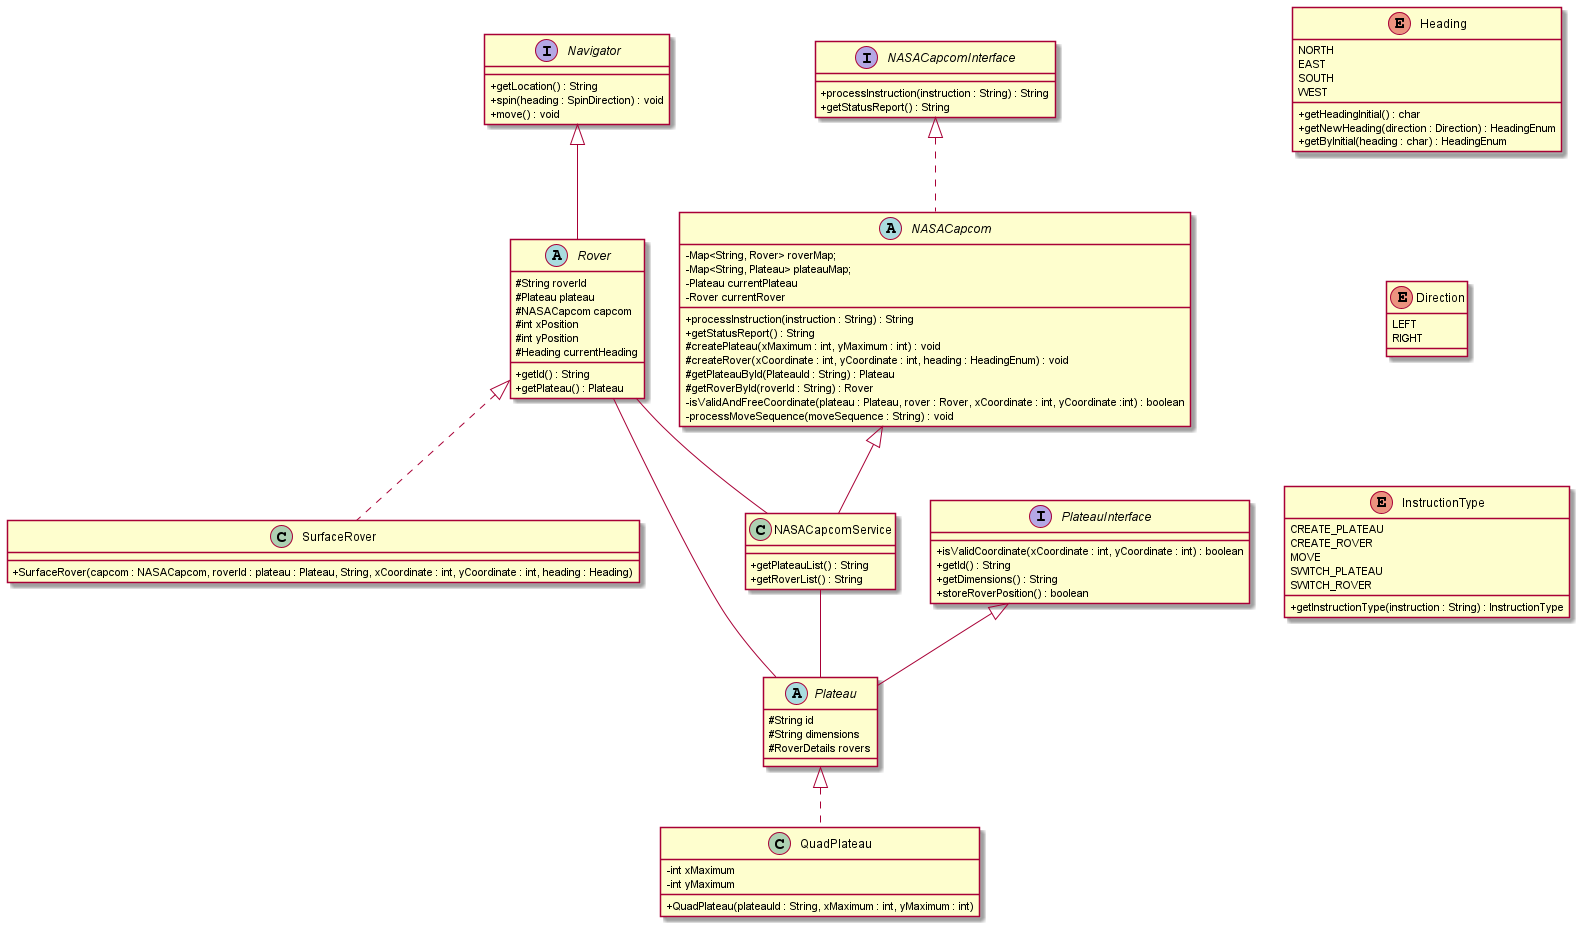 I Navigator
+getLocation() : String
+spin(heading : SpinDirection) : void
+move() : void
I NASACapcomInterface
+processInstruction(instruction : String) : String
+getStatusReport() : String
E Heading
NORTH
EAST
SOUTH
WEST
+getHeadingInitial() : char
+getNewHeading(direction : Direction) : HeadingEnum
+getByInitial(heading : char) : HeadingEnum
A Rover
#String roverId
#Plateau plateau
#NASACapcom capcom
#int xPosition
#int yPosition
#Heading currentHeading
+getId() : String
+getPlateau() : Plateau
A NASACapcom
-Map<String, Rover> roverMap;
-Map<String, Plateau> plateauMap;
-Plateau currentPlateau
-Rover currentRover
+processInstruction(instruction : String) : String
+getStatusReport() : String
#createPlateau(xMaximum : int, yMaximum : int) : void
#createRover(xCoordinate : int, yCoordinate : int, heading : HeadingEnum) : void
#getPlateauById(PlateauId : String) : Plateau
#getRoverById(roverId : String) : Rover
-isValidAndFreeCoordinate(plateau : Plateau, rover : Rover, xCoordinate : int, yCoordinate :int) : boolean
-processMoveSequence(moveSequence : String) : void
E Direction
LEFT
RIGHT
C SurfaceRover
+SurfaceRover(capcom : NASACapcom, roverId : plateau : Plateau, String, xCoordinate : int, yCoordinate : int, heading : Heading)
C NASACapcomService
+getPlateauList() : String
+getRoverList() : String
I PlateauInterface
+isValidCoordinate(xCoordinate : int, yCoordinate : int) : boolean
+getId() : String
+getDimensions() : String
+storeRoverPosition() : boolean
E InstructionType
CREATE_PLATEAU
CREATE_ROVER
MOVE
SWITCH_PLATEAU
SWITCH_ROVER
+getInstructionType(instruction : String) : InstructionType
A Plateau
#String id
#String dimensions
#RoverDetails rovers
C QuadPlateau
-int xMaximum
-int yMaximum
+QuadPlateau(plateauId : String, xMaximum : int, yMaximum : int)